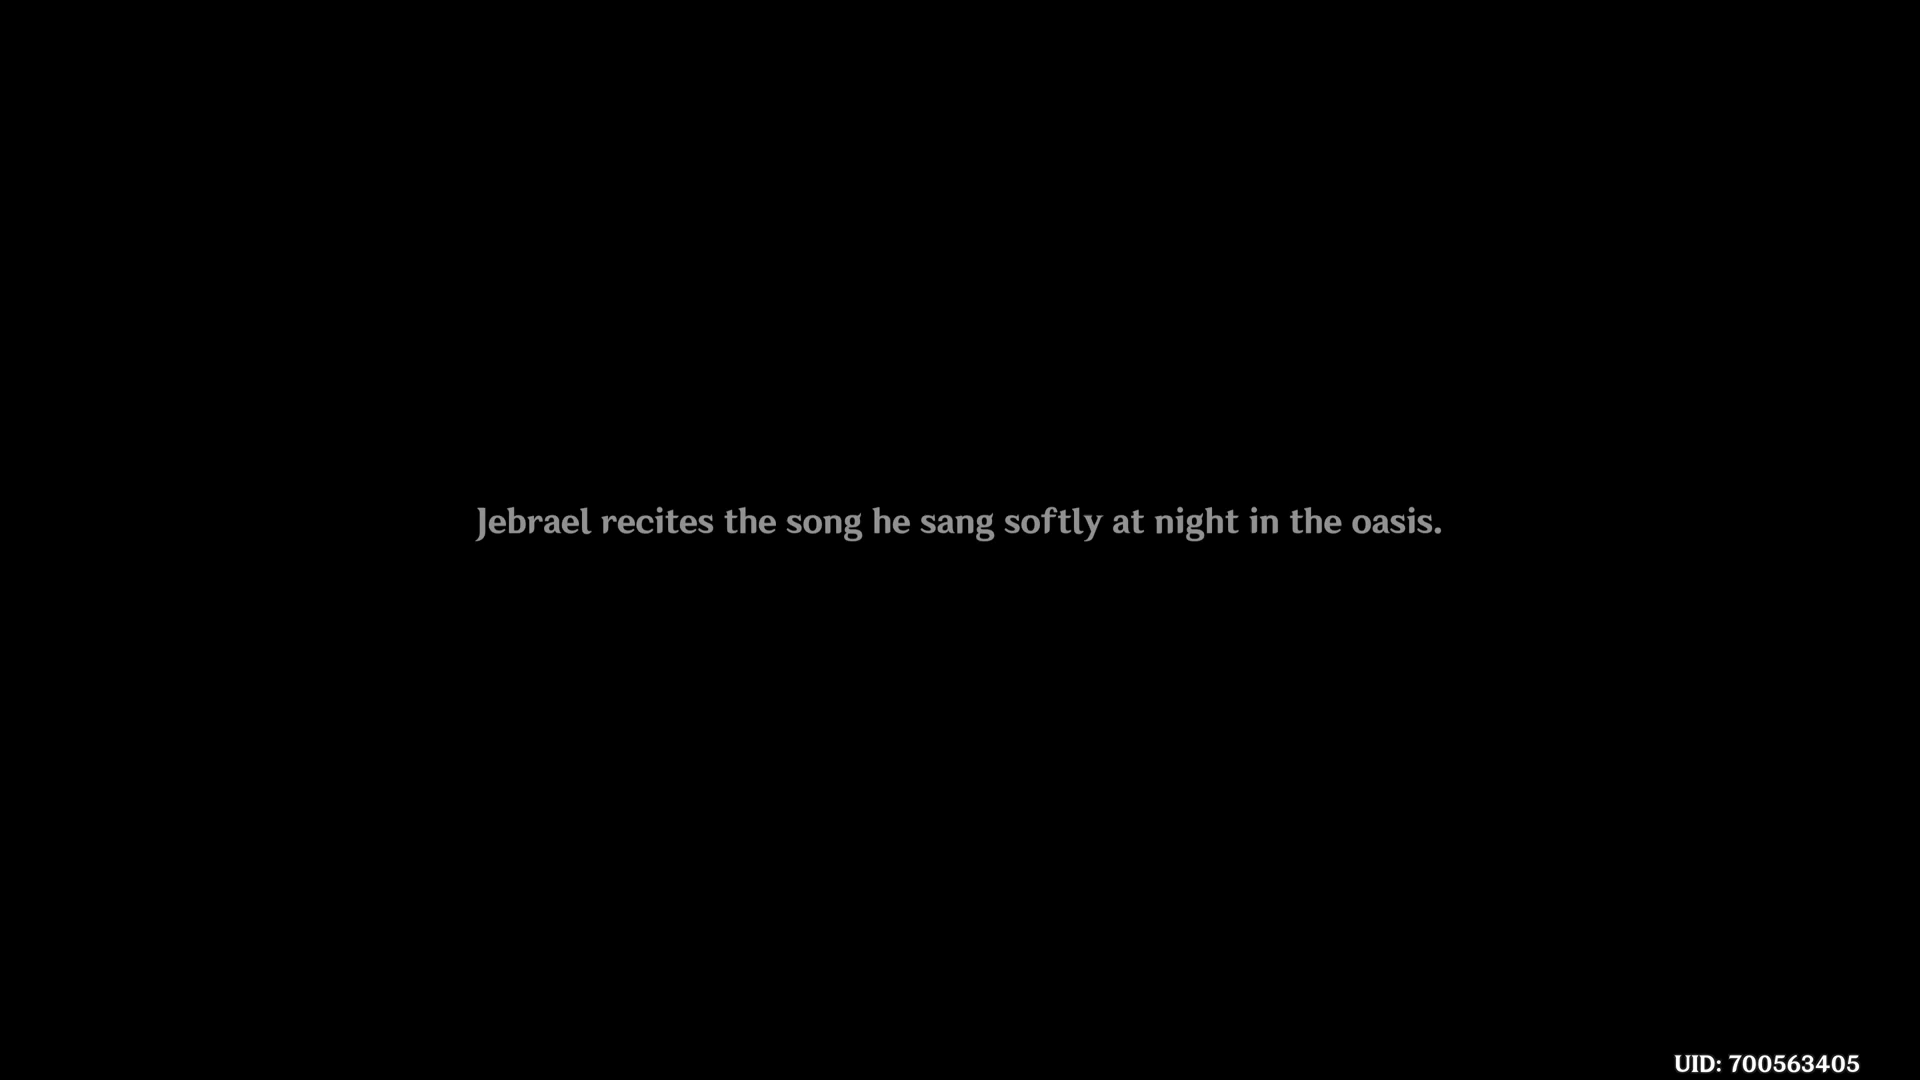 Jebrael recites the song he sang softly at night in the oasis.
UID: 700563405